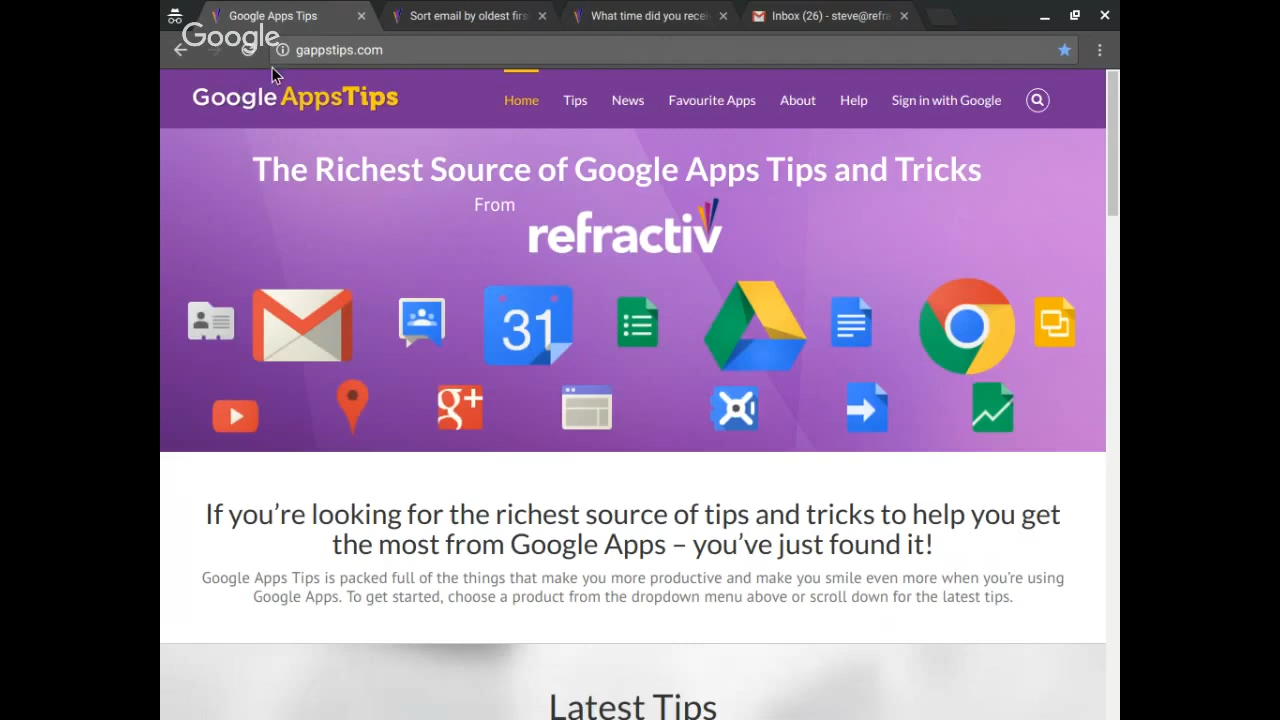 Google Apps Tips
Sort email by oldest firs
What time did you recei
Inbox (26) - steve@refra
Google
gappstips.com
Google AppsTips
Home Tips News Favourite Apps About Help Sign in with Google
The Richest Source of Google Apps Tips and Tricks
From
refractiv
31
g+
If you're looking for the richest source of tips and tricks to help you get
the most from Google Apps – you've just found it!
Google Apps Tips is packed full of the things that make you more productive and make you smile even more when you're using
Google Apps. To get started, choose a product from the dropdown menu above or scroll down for the latest tips.
Latest Tips